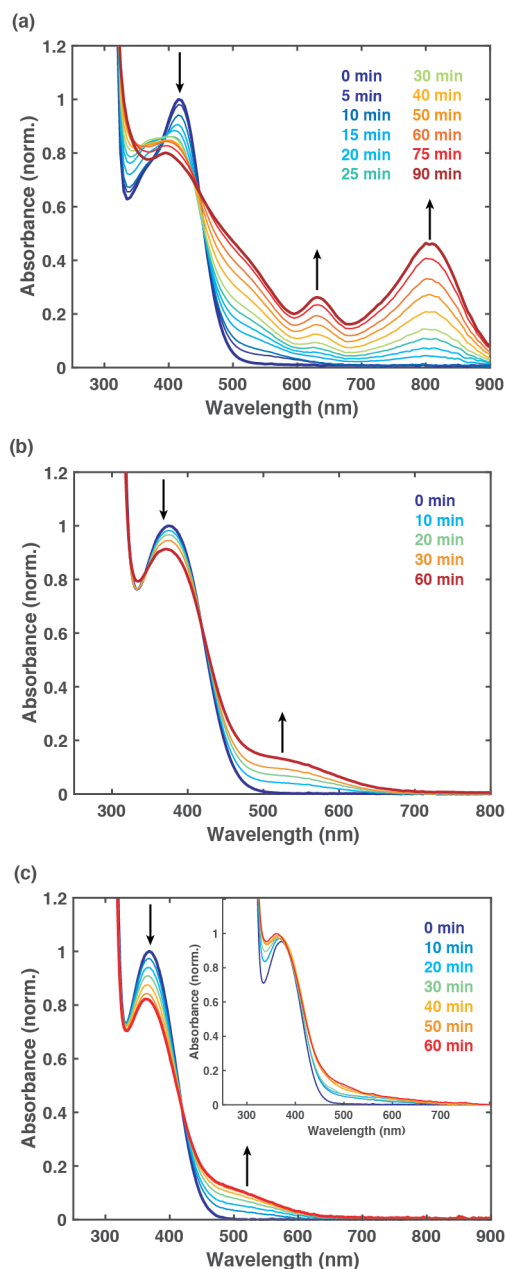 (a)
1.2
1
0.8
0.6
0.4
0.2
0
Absorbance (norm.)
0 min 30 min
5 min 40 min
10 min 50 min
15 min 60 min
20 min 75 min
25 min 90 min
300 400 500 600 700 800 900
Wavelength (nm)
(b)
1.2
1
0.8
0.6
0.4
0.2
0
Absorbance (norm.)
0 min
10 min
20 min
30 min
60 min
300 400 500 600 700 800
Wavelength (nm)
(c)
1.2
1
0.8
0.6
0.4
0.2
0
Absorbance (norm.)
1.2
1
0.8
0.6
0.4
0.2
0
Absorbance (norm.)
300 400 500 600 700
Wavelength (nm)
0 min
10 min
20 min
30 min
40 min
50 min
60 min
300 400 500 600 700 800 900
Wavelength (nm)